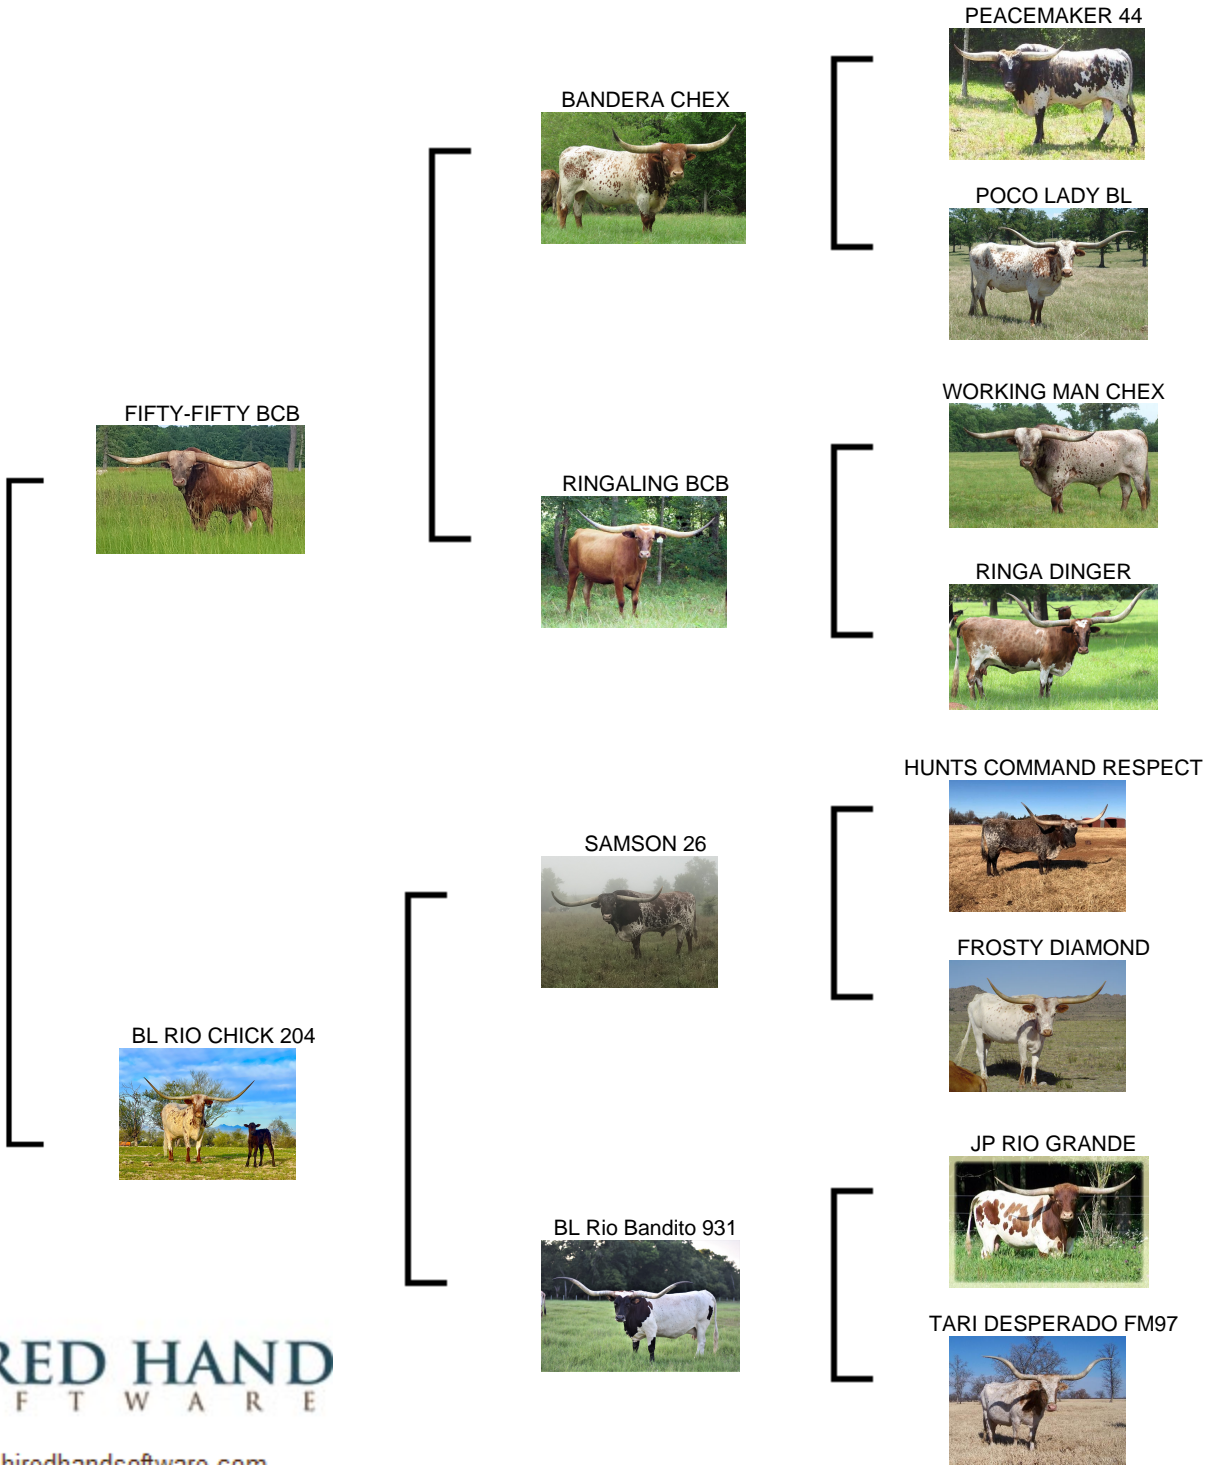 PEACEMAKER 44
BANDERA CHEX
POCO LADY BL
WORKING MAN CHEX
FIFTY-FIFTY BCB
RINGALING BCB
RINGA DINGER
HUNTS COMMAND RESPECT
SAMSON 26
FROSTY DIAMOND
BL RIO CHICK 204
JP RIO GRANDE
BL Rio Bandito 931
TARI DESPERADO FM97
RED HAND
F T W A R E
hiredhandsoftware.com